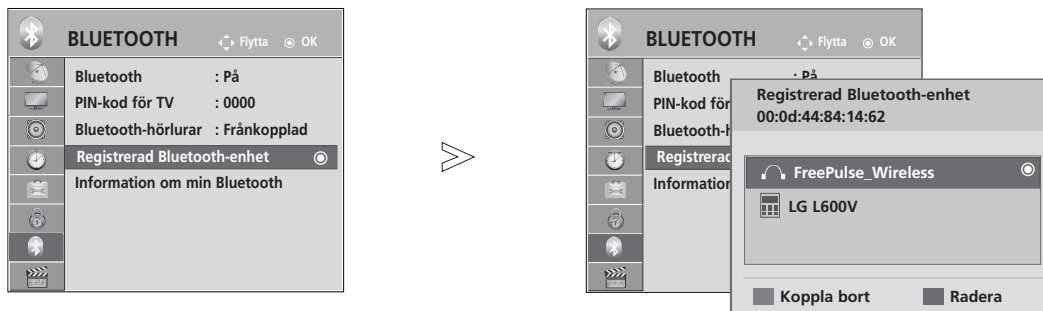 BLUETOOTH Flytta OK
Bluetooth : På
PIN-kod för TV : 0000
Bluetooth-hörlurar : Frånkopplad
Registrerad Bluetooth-enhet
Information om min Bluetooth
BLUETOOTH Flytta OK
Bluetooth : På
PIN-kod för
Bluetooth-h
Registrerad
Information
Registrerad Bluetooth-enhet
00:0d:44:84:14:62
FreePulse_Wireless
LG L600V
Koppla bort Radera